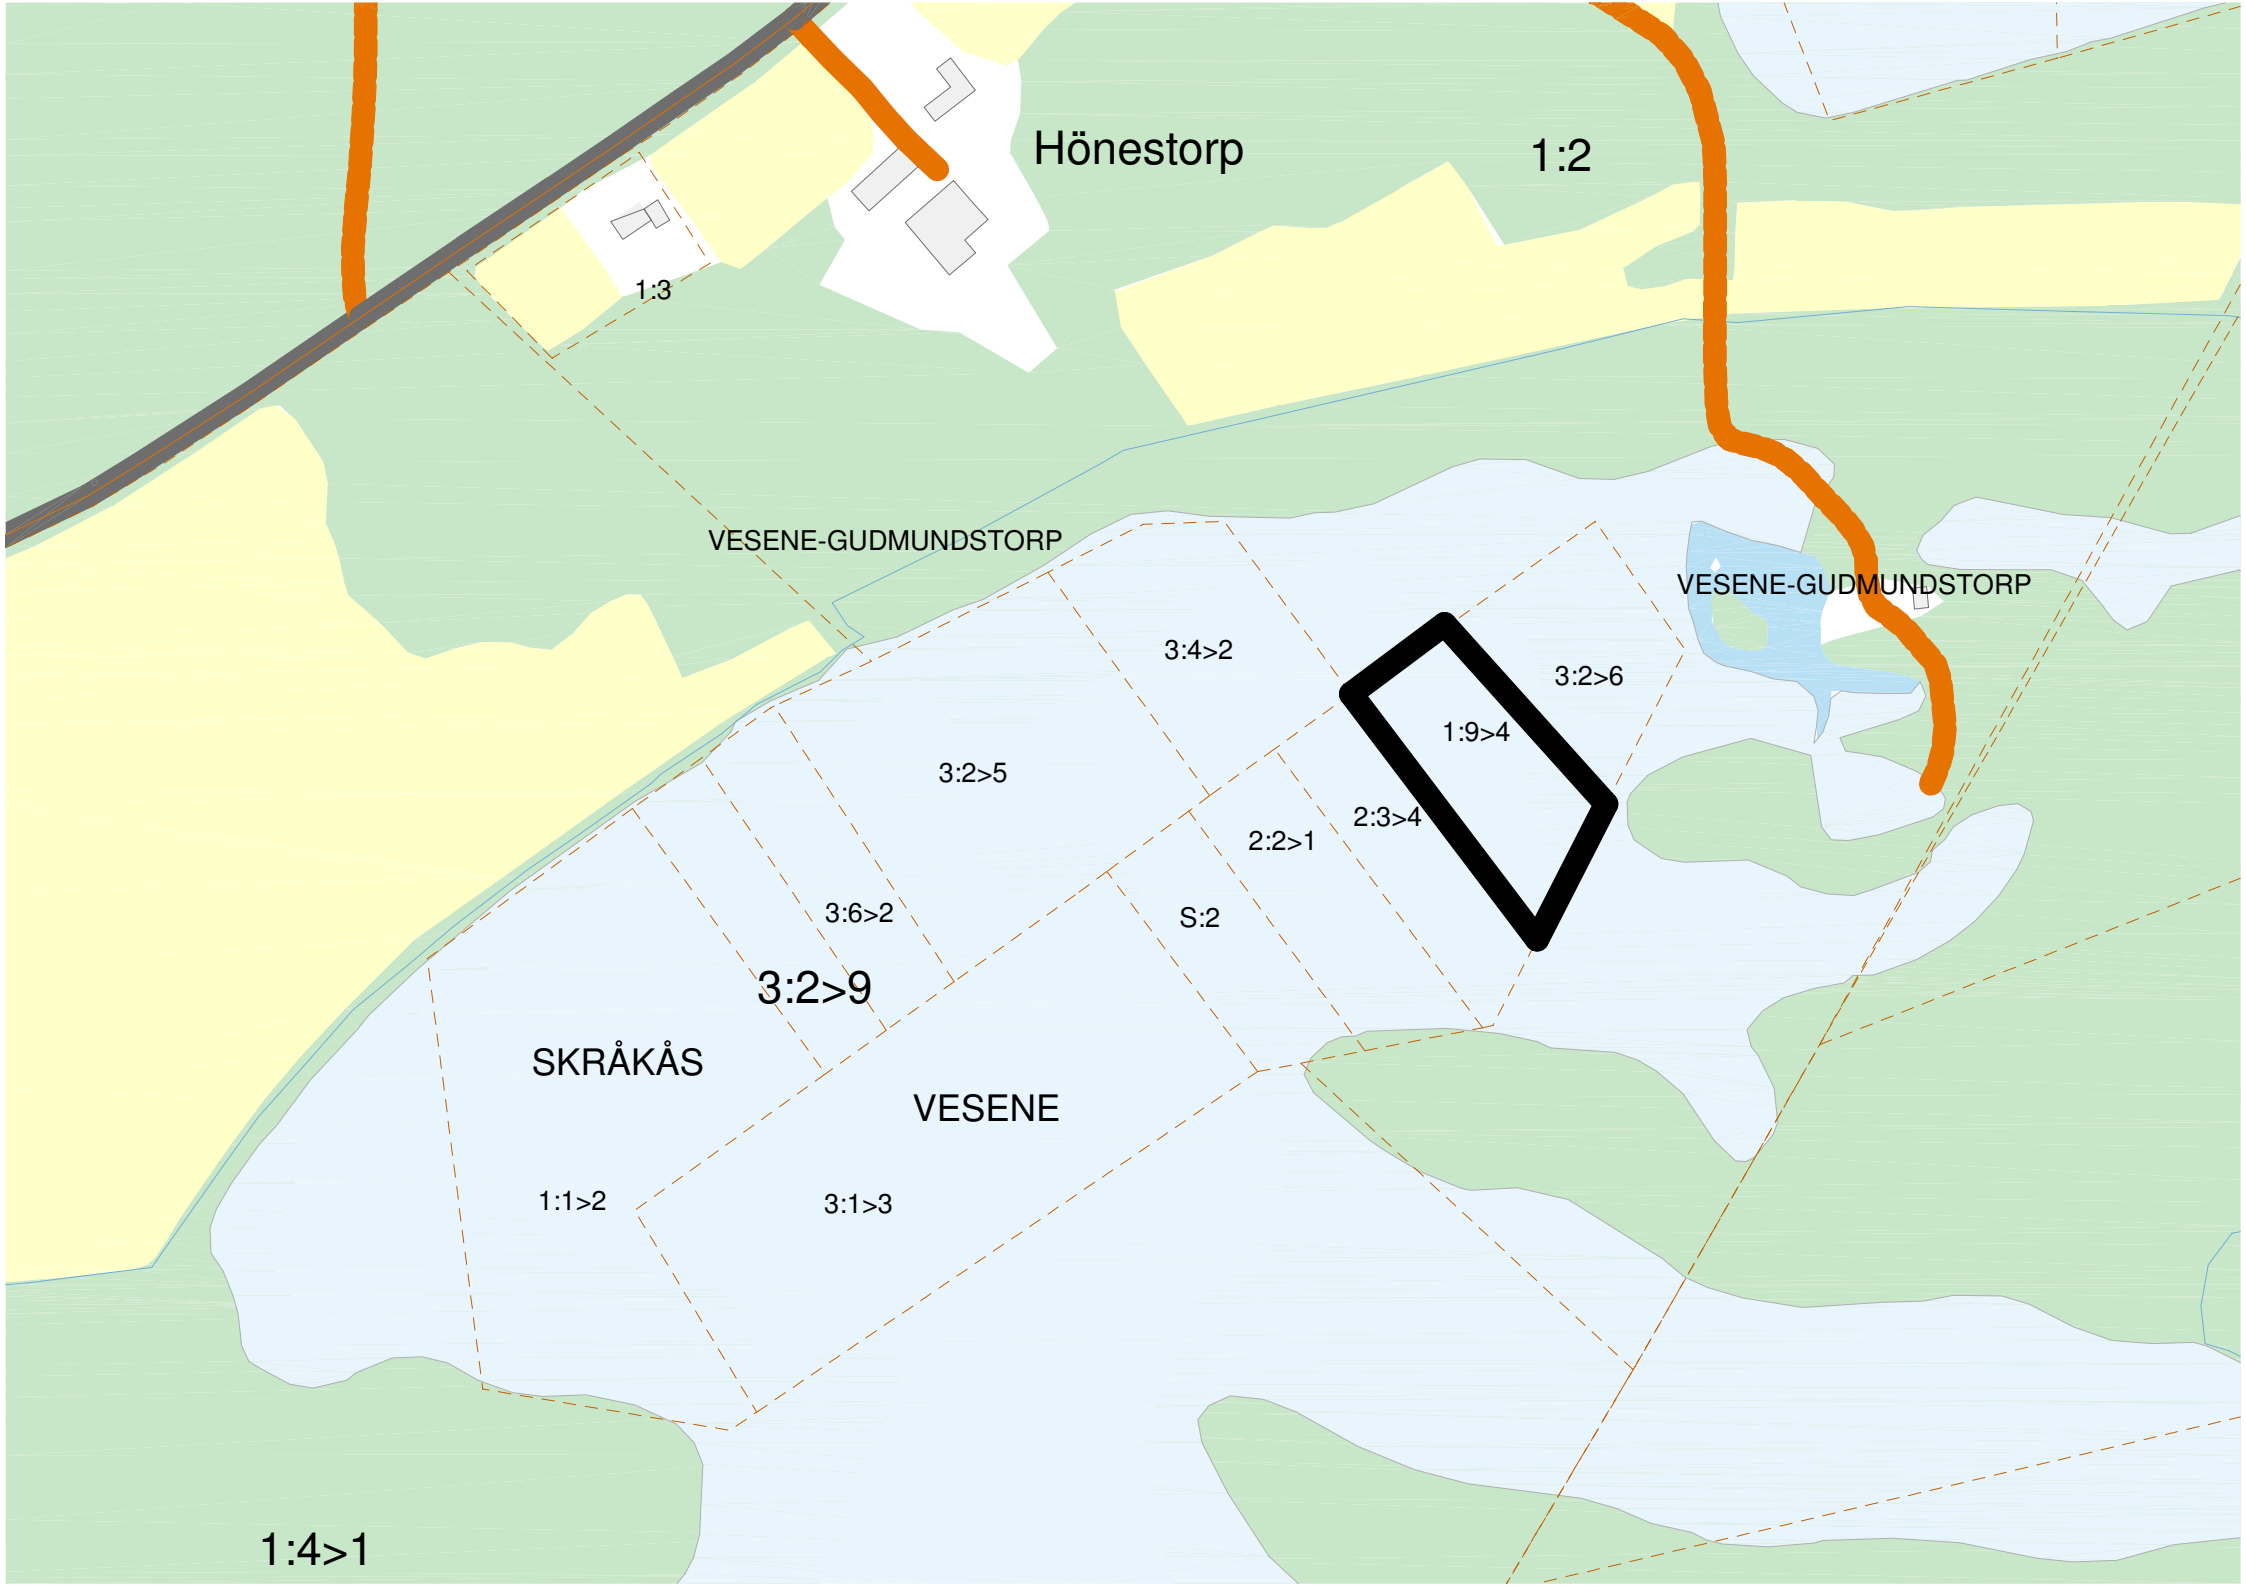 Hönestorp
1:2
1:3
VESENE-GUDMUNDSTORP
VESENE-GUDMUNDSTORP
3:4>2
3:2>6
1:9>4
3:2>5
2:3>4
2:2>1
3:6>2
S:2
3:2>9
SKRÅKÅS
VESENE
1:1>2
3:1>3
1:4>1